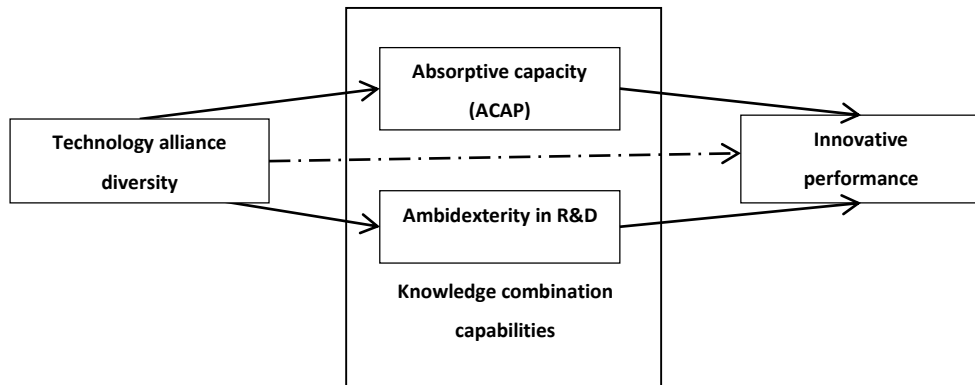 Absorptive capacity
(ACAP)
Technology alliance
diversity
Innovative
performance
Ambidexterity in R&D
Knowledge combination
capabilities